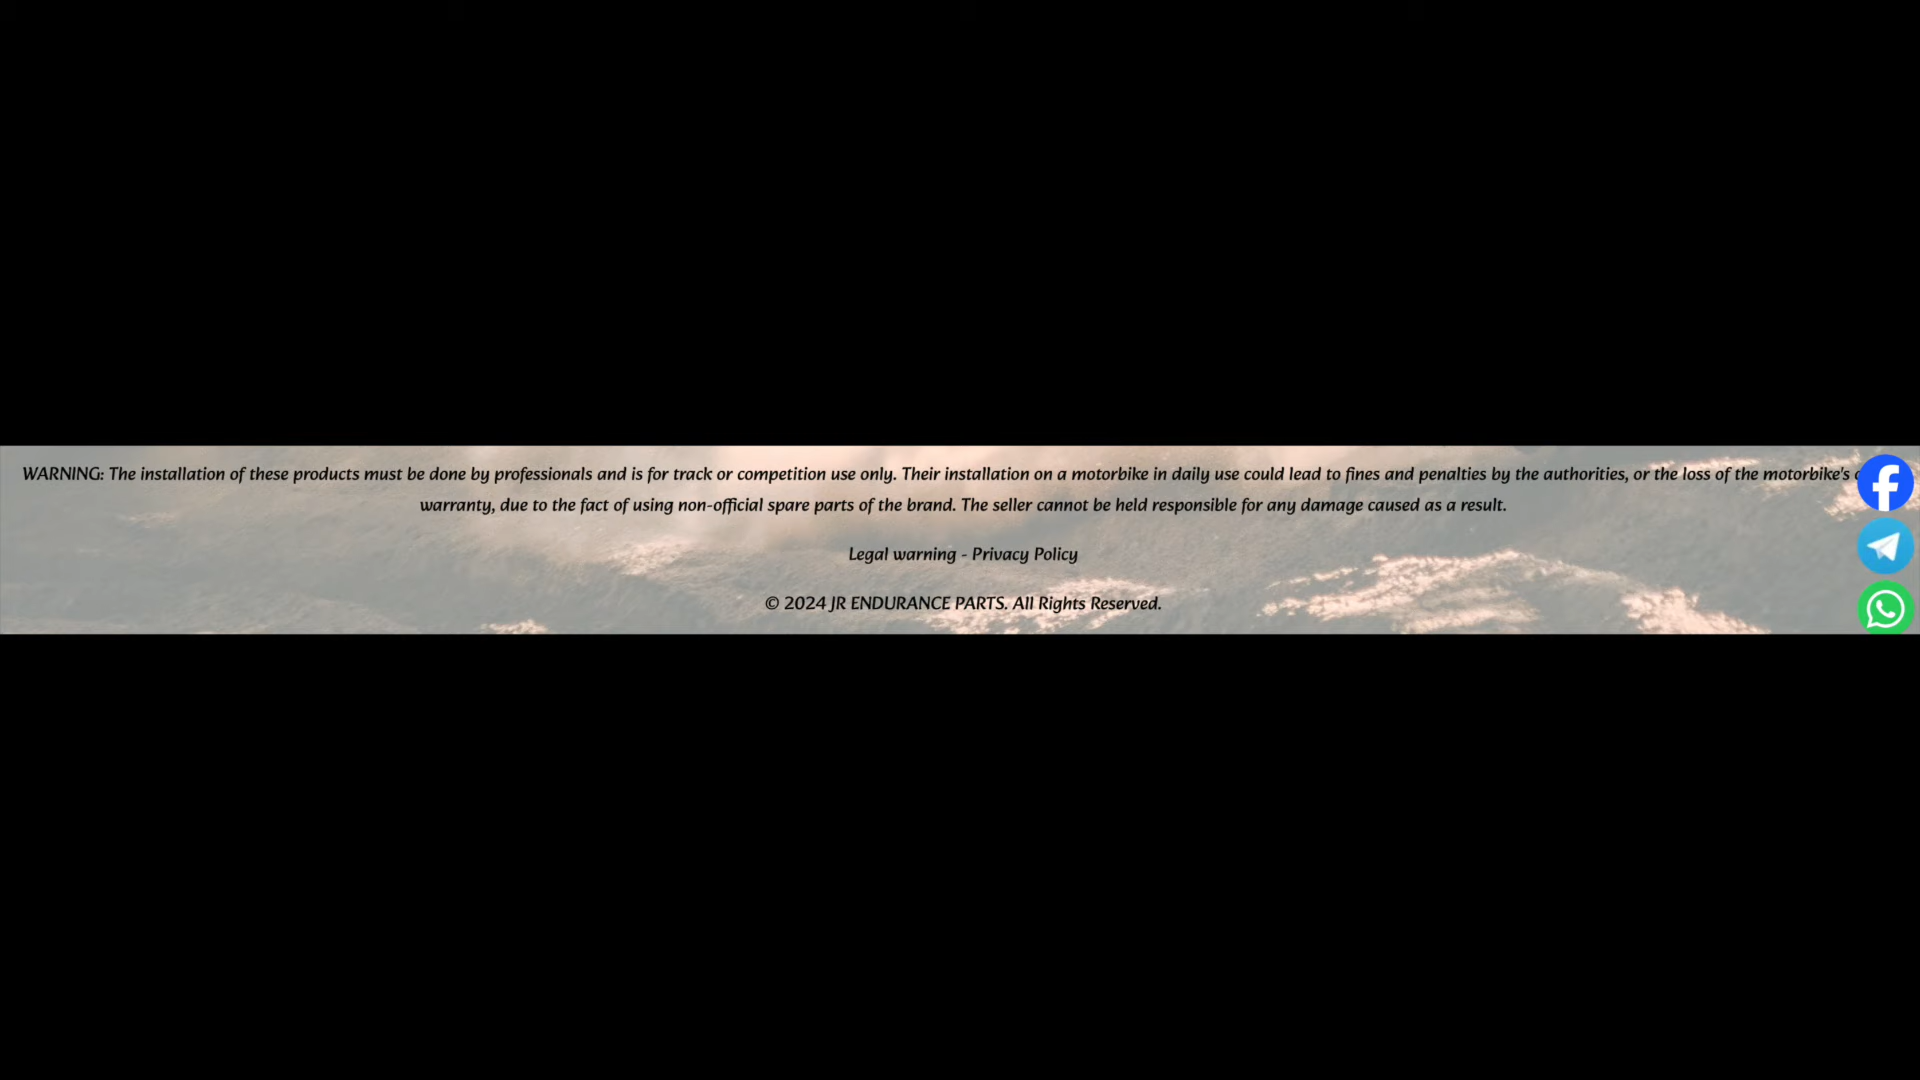 WARNING: The installation of these products must be done by professionals and is for track or competition use only. Their installation on a motorbike in daily use could lead to fines and penalties by the authorities, or the loss of the motorbike's
warranty, due to the fact of using non-official spare parts of the brand. The seller cannot be held responsible for any damage caused as a result.
Legal warning - Privacy Policy
© 2024 JR ENDURANCE PARTS. All Rights Reserved.